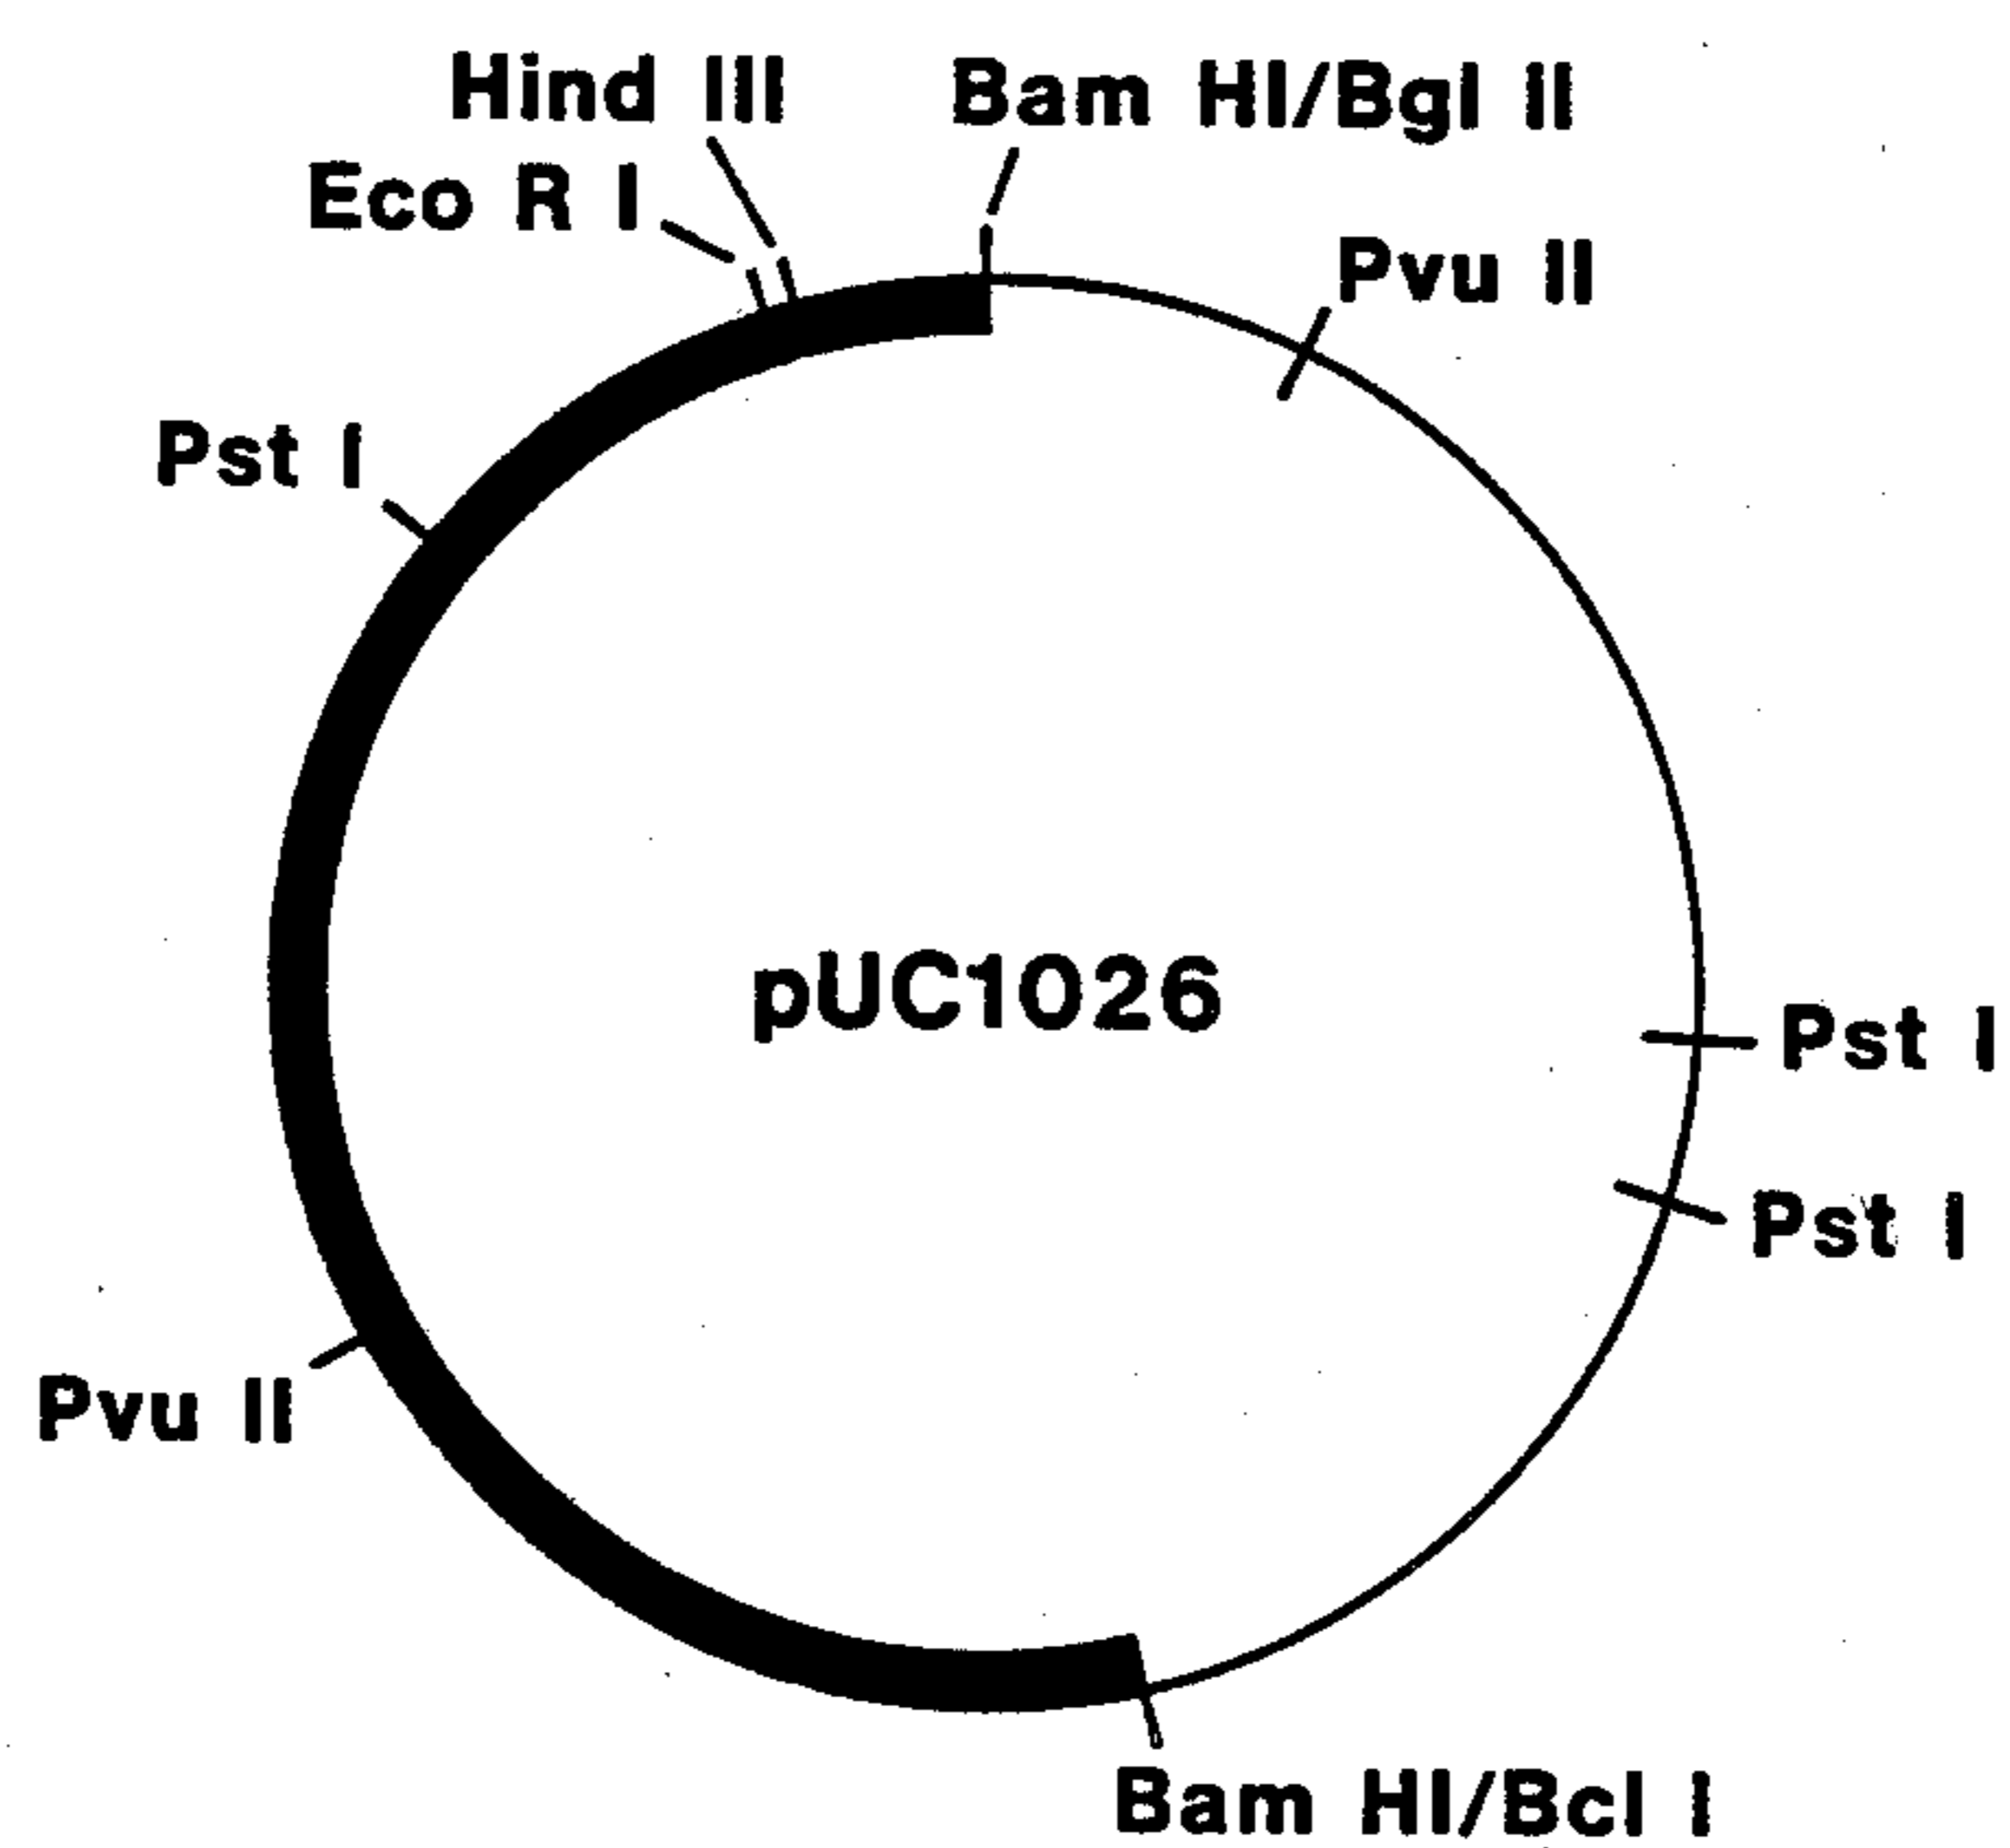 Hind III
Bam HI/Bgl II
Eco R I
Pvu II
Pst I
pUC1026
Pst I
Pst I
Pvu II
Bam HI/Bcl I